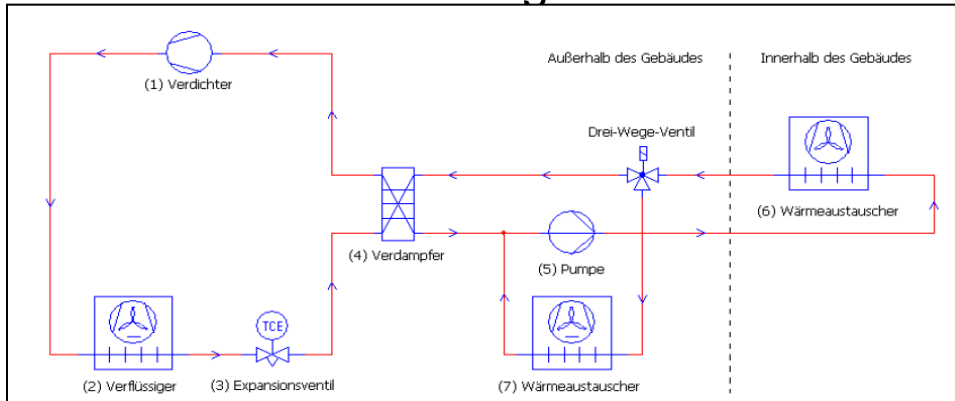 (1) Verdichter
Außerhalb des Gebäudes
Innerhalb des Gebäudes
Drei-Wege-Ventil
(6) Wärmeaustauscher
(4) Verdampfer
(5) Pumpe
TCE
(2) Verflüssiger
(3) Expansionsventil
(7) Wärmeaustauscher